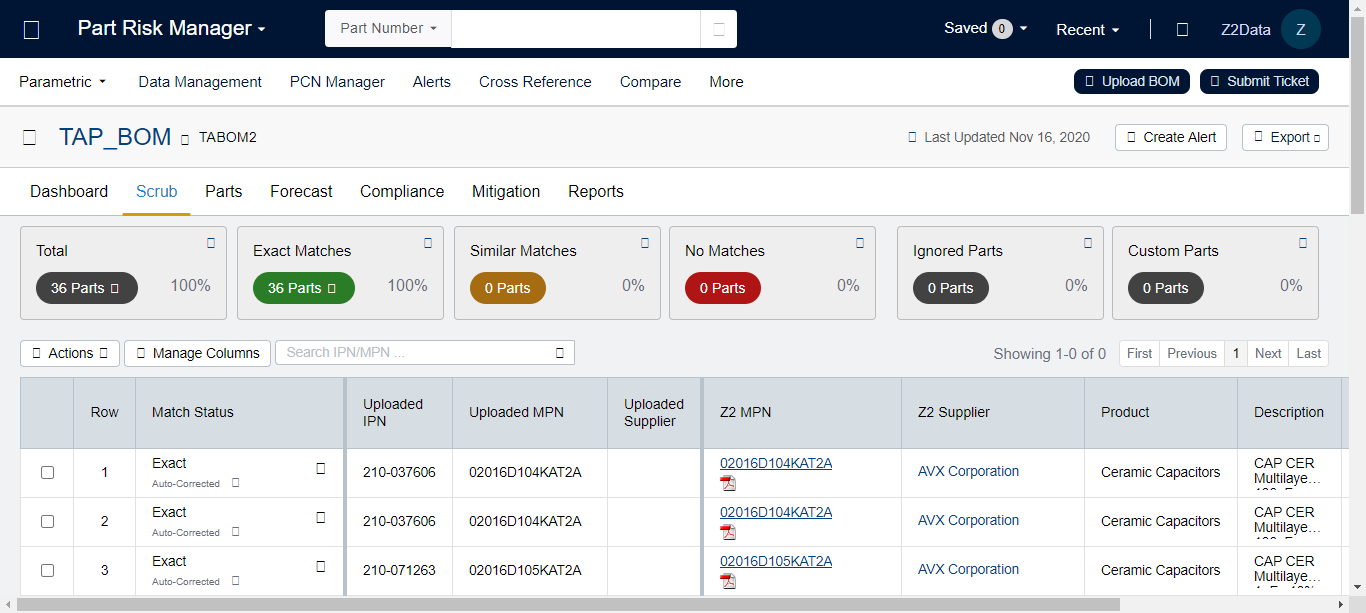 Part Risk Manager
Part Number
Saved 0
Recent
Z2Data
Z
Parametric
Data Management
PCN Manager
Alerts
Cross Reference
Compare
More
Upload BOM
Submit Ticket
TAP_BOM
TABOM2
Last Updated Nov 16, 2020
Create Alert
Export
Dashboard
Scrub
Parts
Forecast
Compliance
Mitigation
Reports
Total
36 Parts
100%
Exact Matches
36 Parts
100%
Similar Matches
0 Parts
0%
No Matches
0 Parts
0%
Ignored Parts
0 Parts
0%
Custom Parts
0 Parts
0%
Actions
Manage Columns
Search IPN/MPN ...
Showing 1-0 of 0
First
Previous
1
Next
Last
Row
Match Status
Uploaded
IPN
Uploaded MPN
Uploaded
Supplier
Z2 MPN
Z2 Supplier
Product
Description
1
Exact
Auto-Corrected
210-037606
02016D104KAT2A
02016D104KAT2A
AVX Corporation
Ceramic Capacitors
CAP CER
Multilaye...
2
Exact
Auto-Corrected
210-037606
02016D104KAT2A
02016D104KAT2A
AVX Corporation
Ceramic Capacitors
CAP CER
Multilaye...
3
Exact
Auto-Corrected
210-071263
02016D105KAT2A
02016D105KAT2A
AVX Corporation
Ceramic Capacitors
CAP CER
Multilaye...